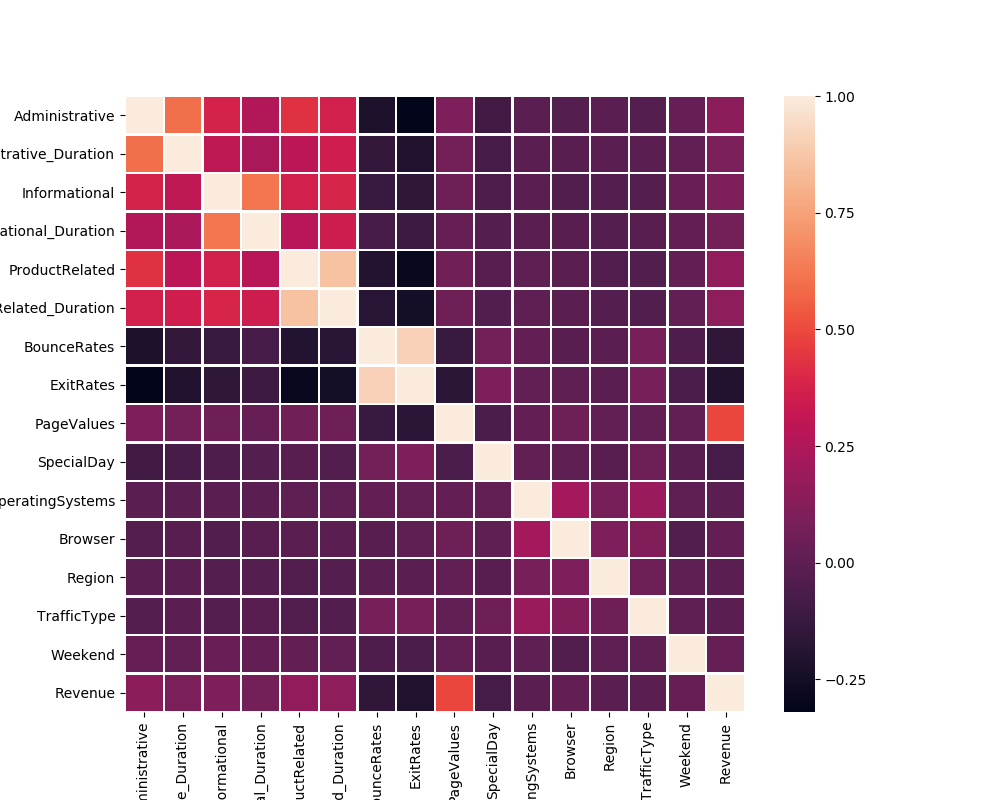 Administrative
trative_Duration
Informational
ational_Duration
ProductRelated
Related_Duration
BounceRates
ExitRates
PageValues
SpecialDay
peratingSystems
Browser
Region
TrafficType
Weekend
Revenue
ministrative
e_Duration
ormational
al_Duration
uctRelated
d_Duration
ounceRates
ExitRates
PageValues
SpecialDay
ngSystems
Browser
Region
TrafficType
Weekend
Revenue
1.00
0.75
0.50
0.25
0.00
−0.25